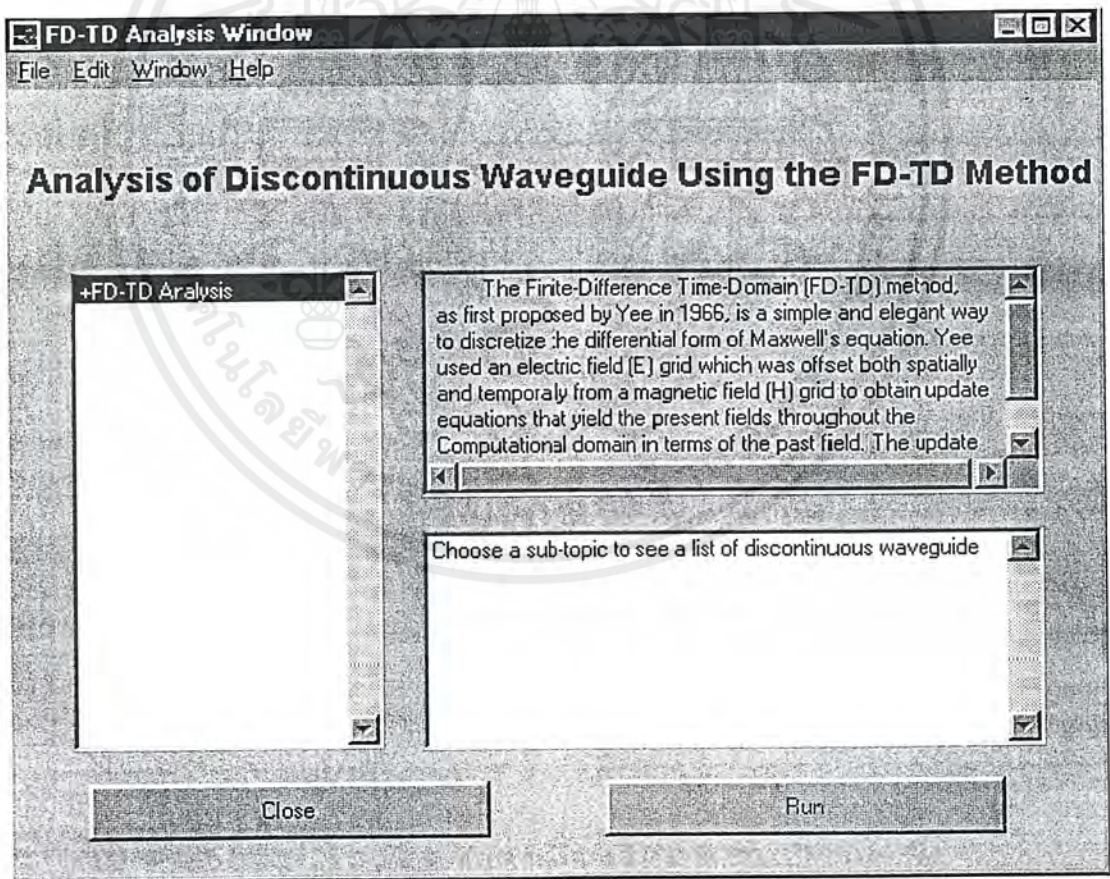 FD-TD Analysis Window
File Edit Window Help
Analysis of Discontinuous Waveguide Using the FD-TD Method
+FD-TD Analysis
The Finite-Difference Time-Domain (FD-TD) method,
as first proposed by Yee in 1966, is a simple and elegant way
to discretize the differential form of Maxwell's equation. Yee
used an electric field (E) grid which was offset both spatially
and temporaly from a magnetic field (H) grid to obtain update
equations that yield the present fields throughout the
Computational domain in terms of the past field. The update
Choose a sub-topic to see a list of discontinuous waveguide
Close
Run